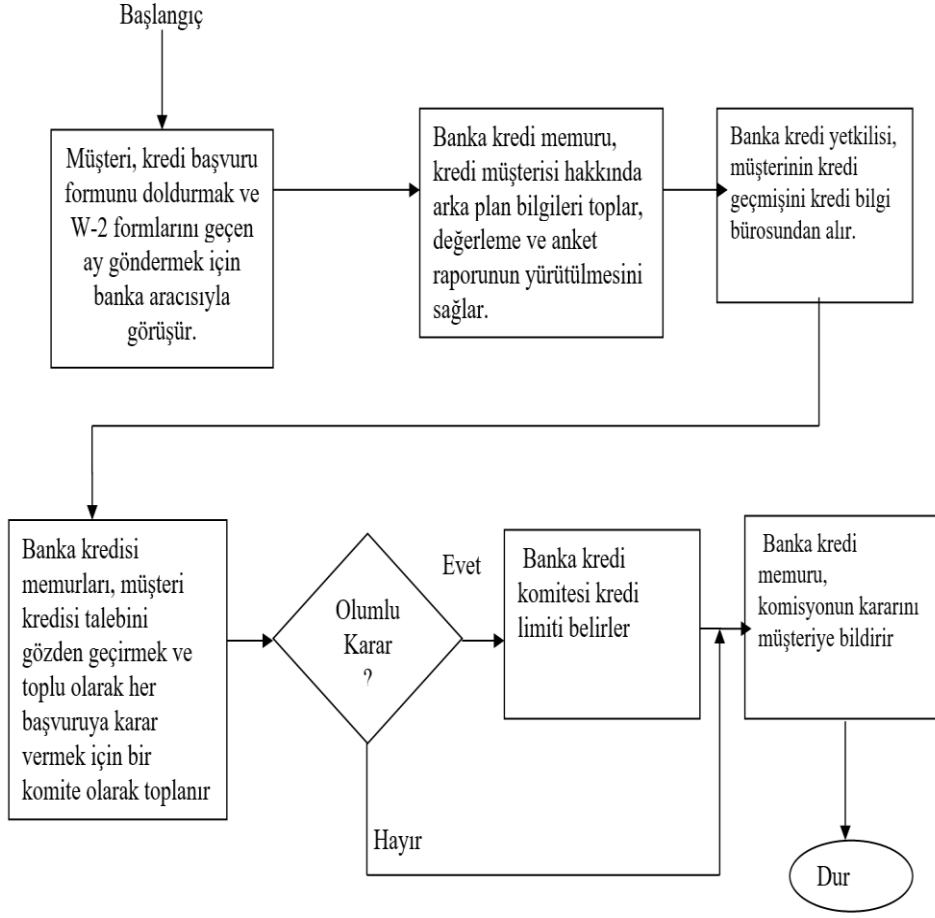 Başlangıç
Müşteri, kredi başvuru
formunu doldurmak ve
W-2 formlarını geçen
ay göndermek için
banka aracısıyla
görüşür.
Banka kredi memuru,
kredi müşterisi hakkında
arka plan bilgileri toplar,
değerleme ve anket
raporunun yürütülmesini
sağlar.
Banka kredi yetkilisi,
müşterinin kredi
geçmişini kredi bilgi
bürosundan alır.
Banka kredisi
memurları, müşteri
kredisi talebini
gözden geçirmek ve
toplu olarak her
başvuruya karar
vermek için bir
komite olarak toplanır
Olumlu
Karar
?
Evet
Banka kredi
komitesi kredi
limiti belirler
Banka kredi
memuru,
komisyonun kararını
müşteriye bildirir
Hayır
Dur